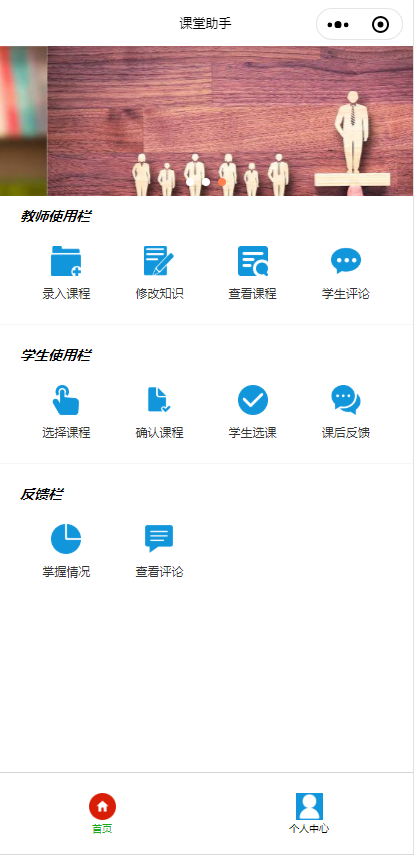 课堂助手
教师使用栏
录入课程 修改知识 查看课程 学生评论
学生使用栏
选择课程 确认课程 学生选课 课后反馈
反馈栏
掌握情况 查看评论
首页 个人中心